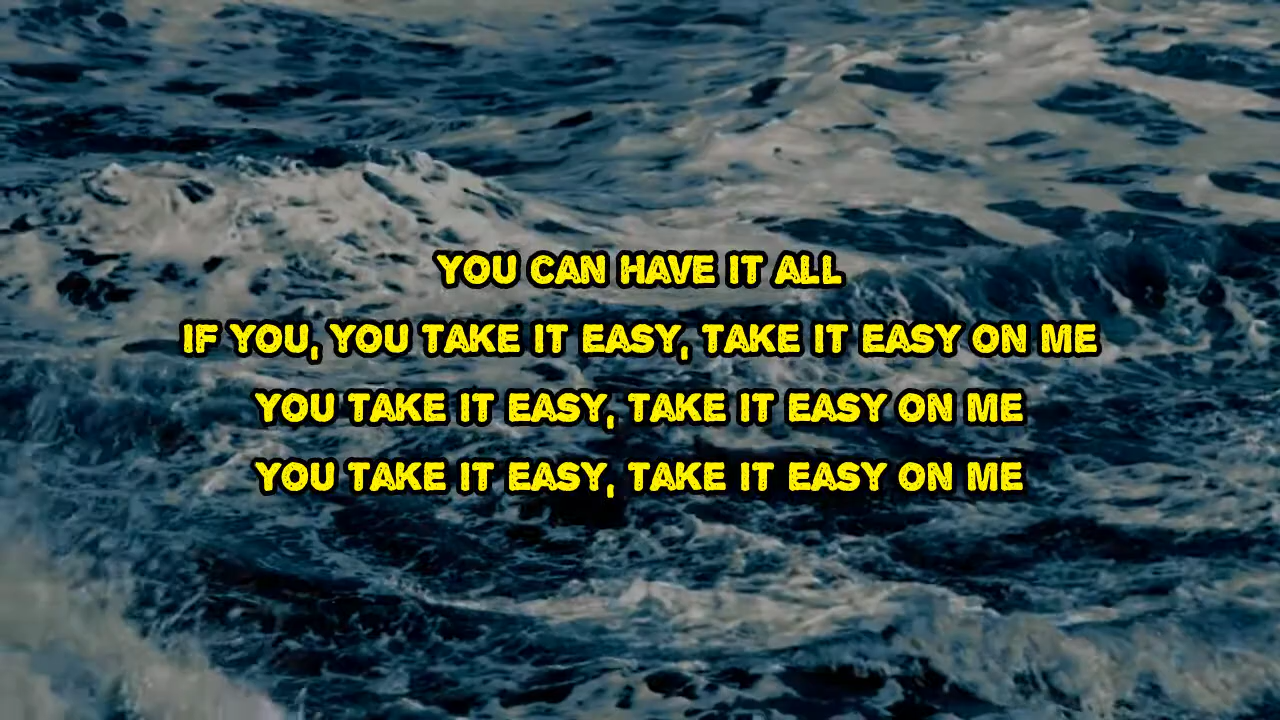 YOU CAN HAVE IT ALL
IF YOU, YOU TAKE IT EASY, TAKE IT EASY ON ME
YOU TAKE IT EASY, TAKE IT EASY ON ME
YOU TAKE IT EASY, TAKE IT EASY ON ME